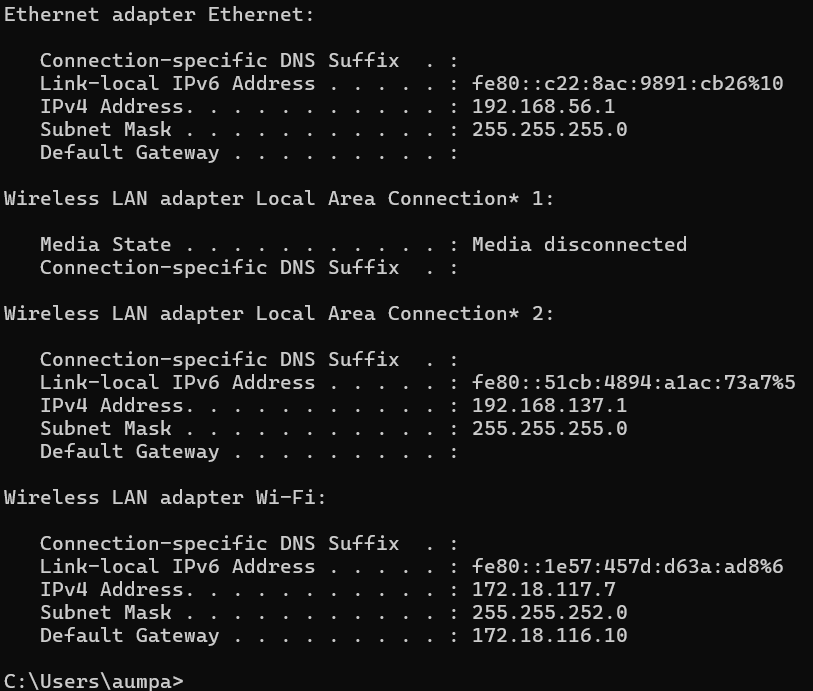 Ethernet adapter Ethernet:
Connection-specific DNS Suffix  . :
Link-local IPv6 Address . . . . . : fe80::c22:8ac:9891:cb26%10
IPv4 Address. . . . . . . . . . . : 192.168.56.1
Subnet Mask . . . . . . . . . . . : 255.255.255.0
Default Gateway . . . . . . . . . :
Wireless LAN adapter Local Area Connection* 1:
Media State . . . . . . . . . . . : Media disconnected
Connection-specific DNS Suffix  . :
Wireless LAN adapter Local Area Connection* 2:
Connection-specific DNS Suffix  . :
Link-local IPv6 Address . . . . . : fe80::51cb:4894:a1ac:73a7%5
IPv4 Address. . . . . . . . . . . : 192.168.137.1
Subnet Mask . . . . . . . . . . . : 255.255.255.0
Default Gateway . . . . . . . . . :
Wireless LAN adapter Wi-Fi:
Connection-specific DNS Suffix  . :
Link-local IPv6 Address . . . . . : fe80::1e57:457d:d63a:ad8%6
IPv4 Address. . . . . . . . . . . : 172.18.117.7
Subnet Mask . . . . . . . . . . . : 255.255.252.0
Default Gateway . . . . . . . . . : 172.18.116.10
C:\Users\aumpa>